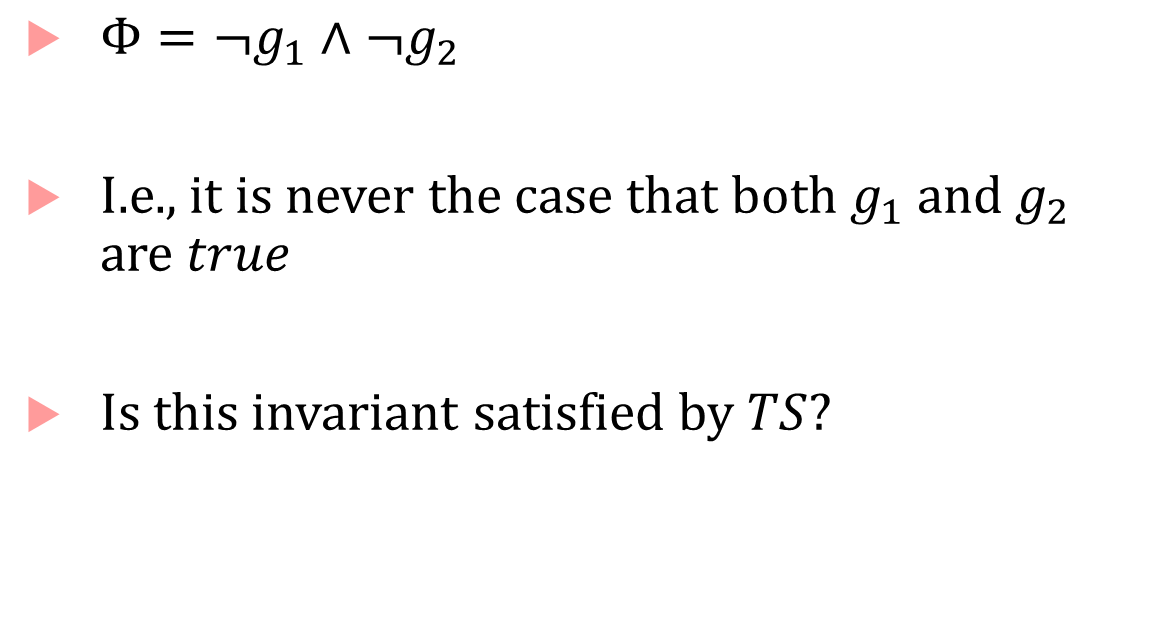 Φ = ¬g₁ ∧ ¬g₂
I.e., it is never the case that both g₁ and g₂
are true
Is this invariant satisfied by TS?